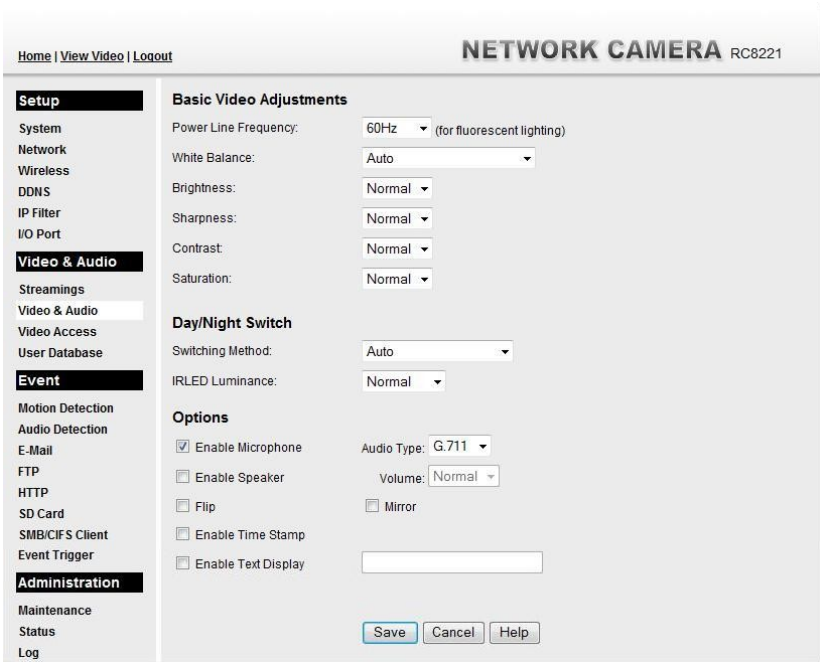 Home | View Video | Logout
NETWORK CAMERA RC8221
Setup
System
Network
Wireless
DDNS
IP Filter
I/O Port
Video & Audio
Streamings
Video & Audio
Video Access
User Database
Event
Motion Detection
Audio Detection
E-Mail
FTP
HTTP
SD Card
SMB/CIFS Client
Event Trigger
Administration
Maintenance
Status
Log
Basic Video Adjustments
Power Line Frequency: 60Hz (for fluorescent lighting)
White Balance: Auto
Brightness: Normal
Sharpness: Normal
Contrast: Normal
Saturation: Normal
Day/Night Switch
Switching Method: Auto
IRLED Luminance: Normal
Options
Enable Microphone Audio Type: G.711
Enable Speaker Volume: Normal
Flip Mirror
Enable Time Stamp
Enable Text Display
Save Cancel Help